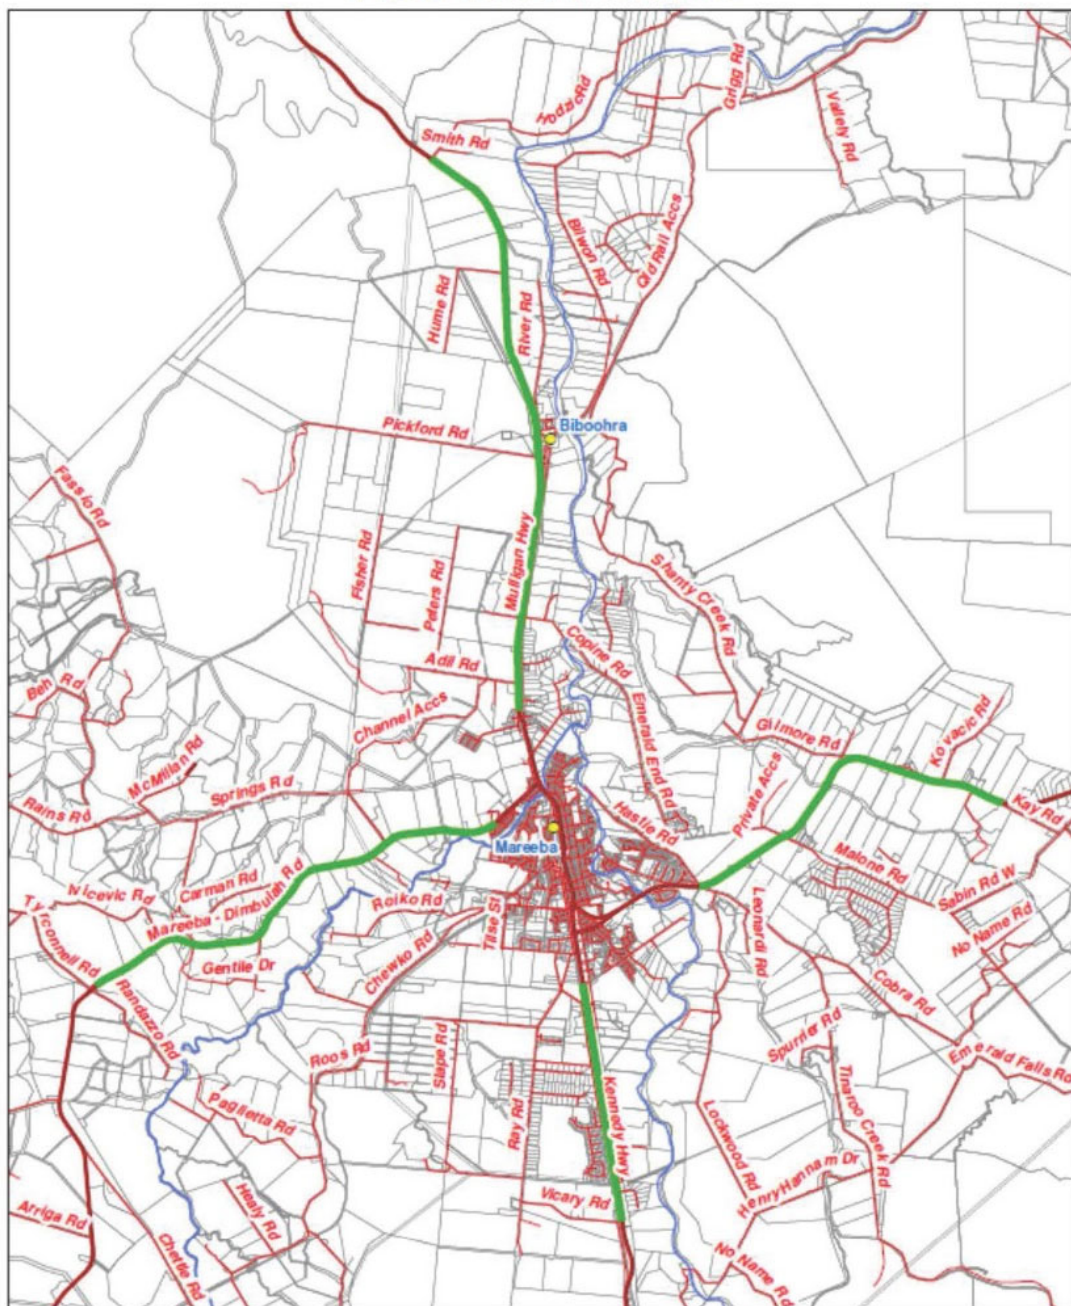 Grigg Rd
Hodzic Rd
Vallely Rd
Smith Rd
Bilwon Rd
Qld Rail Accs
Hume Rd
River Rd
Pickford Rd
Biboohra
Fassio Rd
Fisher Rd
Peters Rd
Mulligan Hwy
Shanty Creek Rd
Copine Rd
Adil Rd
Beh Rd
Channel Accs
Emerald End Rd
Gilmore Rd
Kovacic Rd
McMillan Rd
Springs Rd
Rains Rd
Private Accs
Kay Rd
Hastie Rd
Mareeba
Malone Rd
Carman Rd
Ivicevic Rd
Mareeba - Dimbulah Rd
Roiko Rd
Tilse St
Sabin Rd W
No Name Rd
Tyrconnell Rd
Leonardi Rd
Chewko Rd
Gentile Dr
Cobra Rd
Randazzo Rd
Spurrier Rd
Emerald Falls Rd
Roos Rd
Slape Rd
Tinaroo Creek Rd
Paglietta Rd
Ray Rd
Kennedy Hwy
Lockwood Rd
Henry Hannam Dr
Vicary Rd
Healy Rd
Arriga Rd
Chettle Rd
No Name Rd